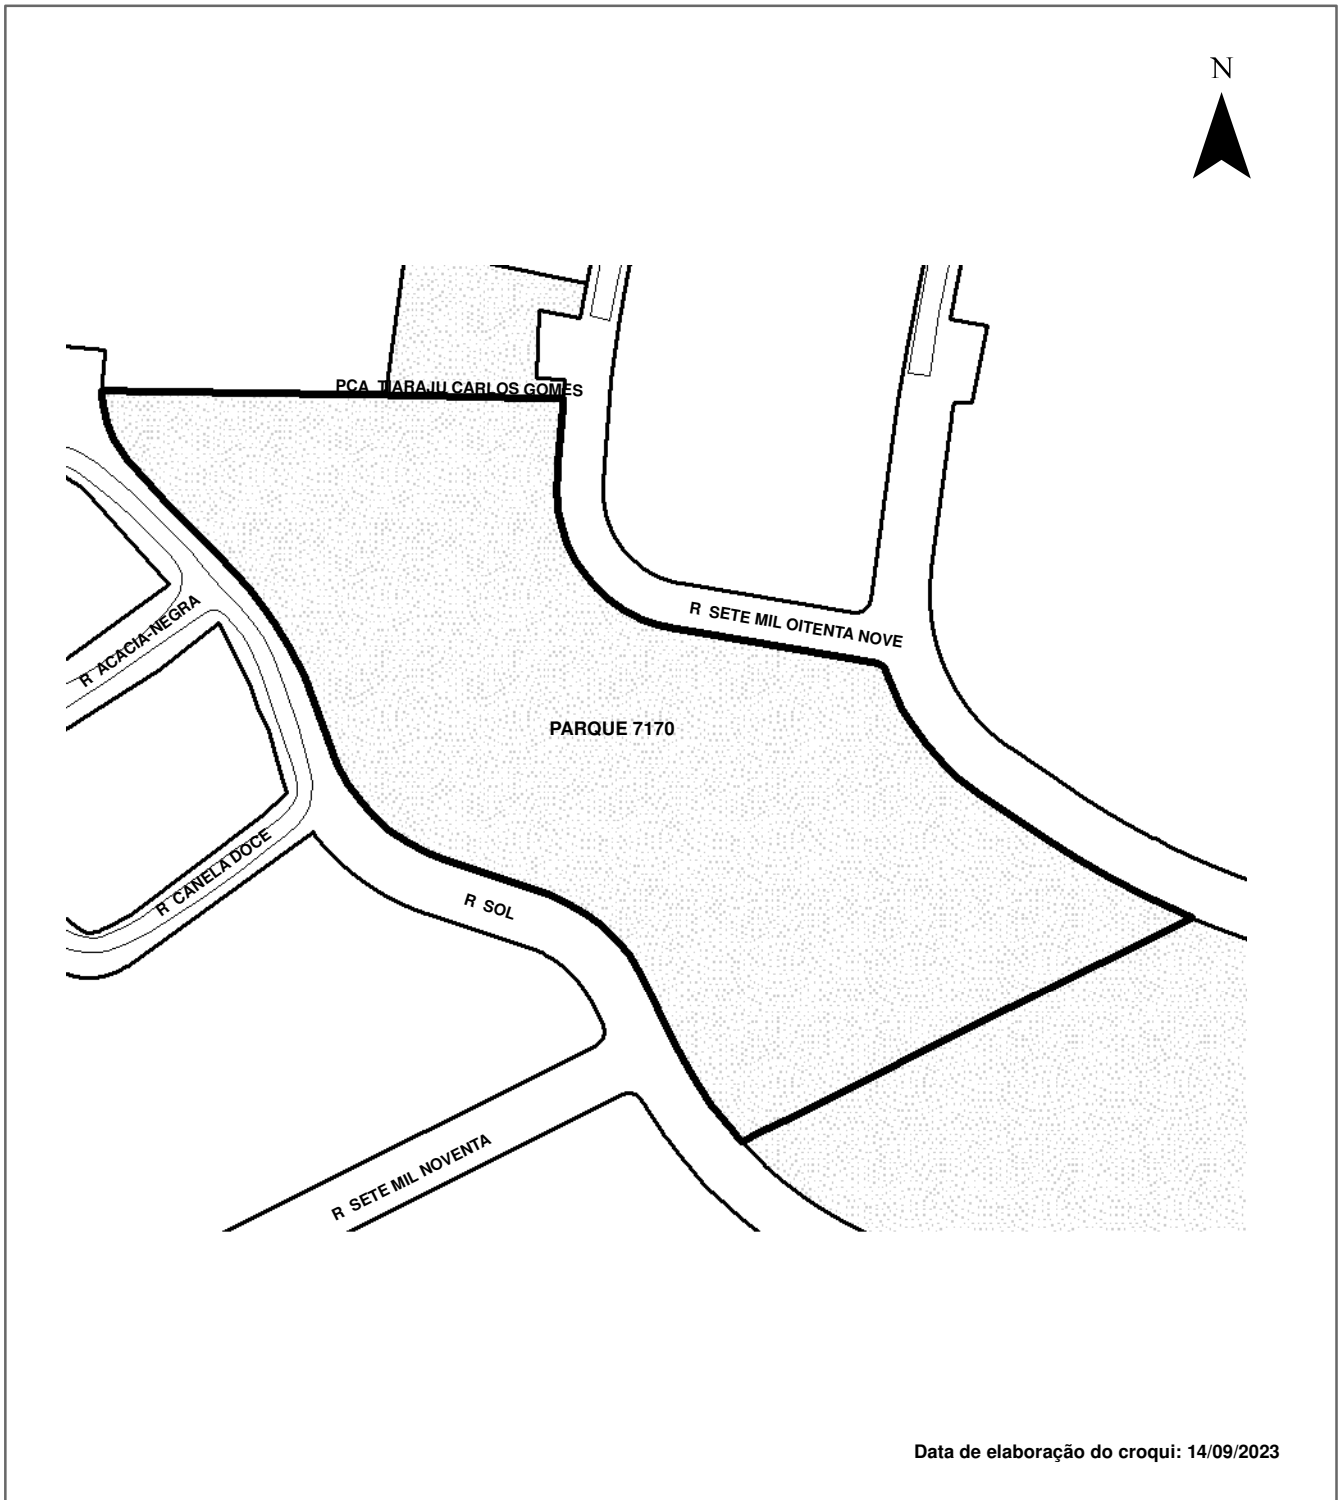 N
PCA TIARAJU CARLOS GOMES
R SETE MIL OITENTA NOVE
R ACACIA-NEGRA
PARQUE 7170
R CANELA DOCE
R SOL
R SETE MIL NOVENTA
Data de elaboração do croqui: 14/09/2023